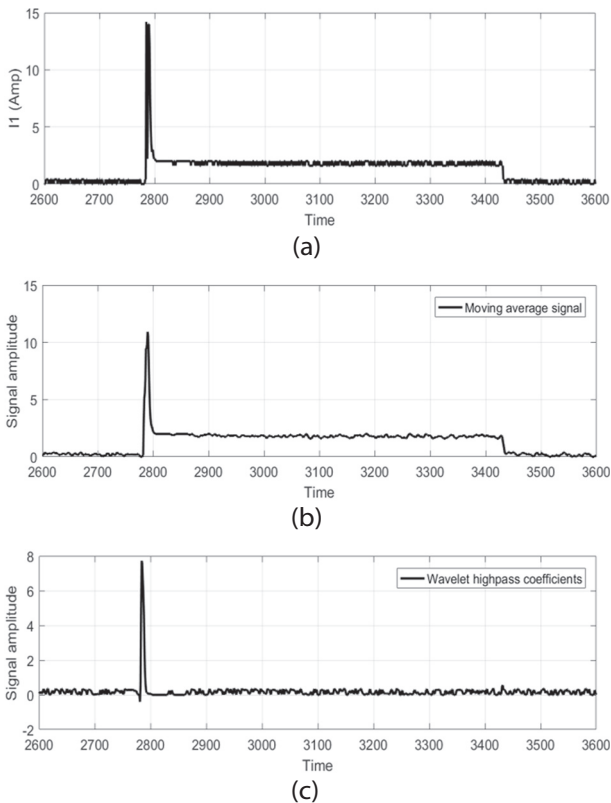 15
10
5
0
I1 (Amp)
2600 2700 2800 2900 3000 3100 3200 3300 3400 3500 3600
Time
(a)
15
10
5
0
Signal amplitude
Moving average signal
2600 2700 2800 2900 3000 3100 3200 3300 3400 3500 3600
Time
(b)
8
6
4
2
0
-2
Signal amplitude
Wavelet highpass coefficients
2600 2700 2800 2900 3000 3100 3200 3300 3400 3500 3600
Time
(c)